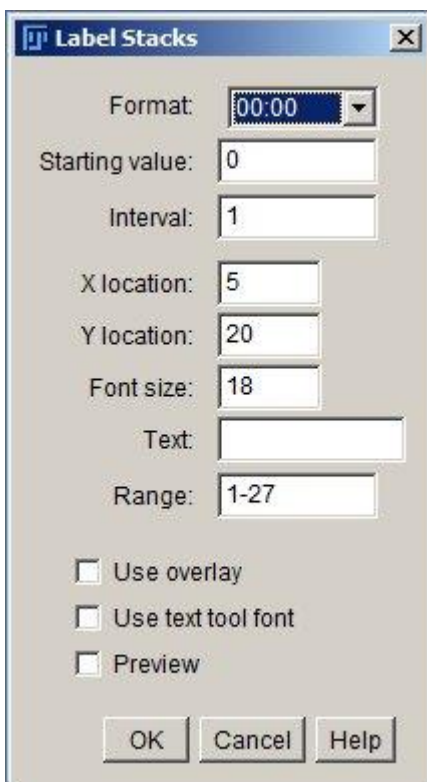 Label Stacks
Format: 00:00
Starting value: 0
Interval: 1
X location: 5
Y location: 20
Font size: 18
Text:
Range: 1-27
Use overlay
Use text tool font
Preview
OK Cancel Help